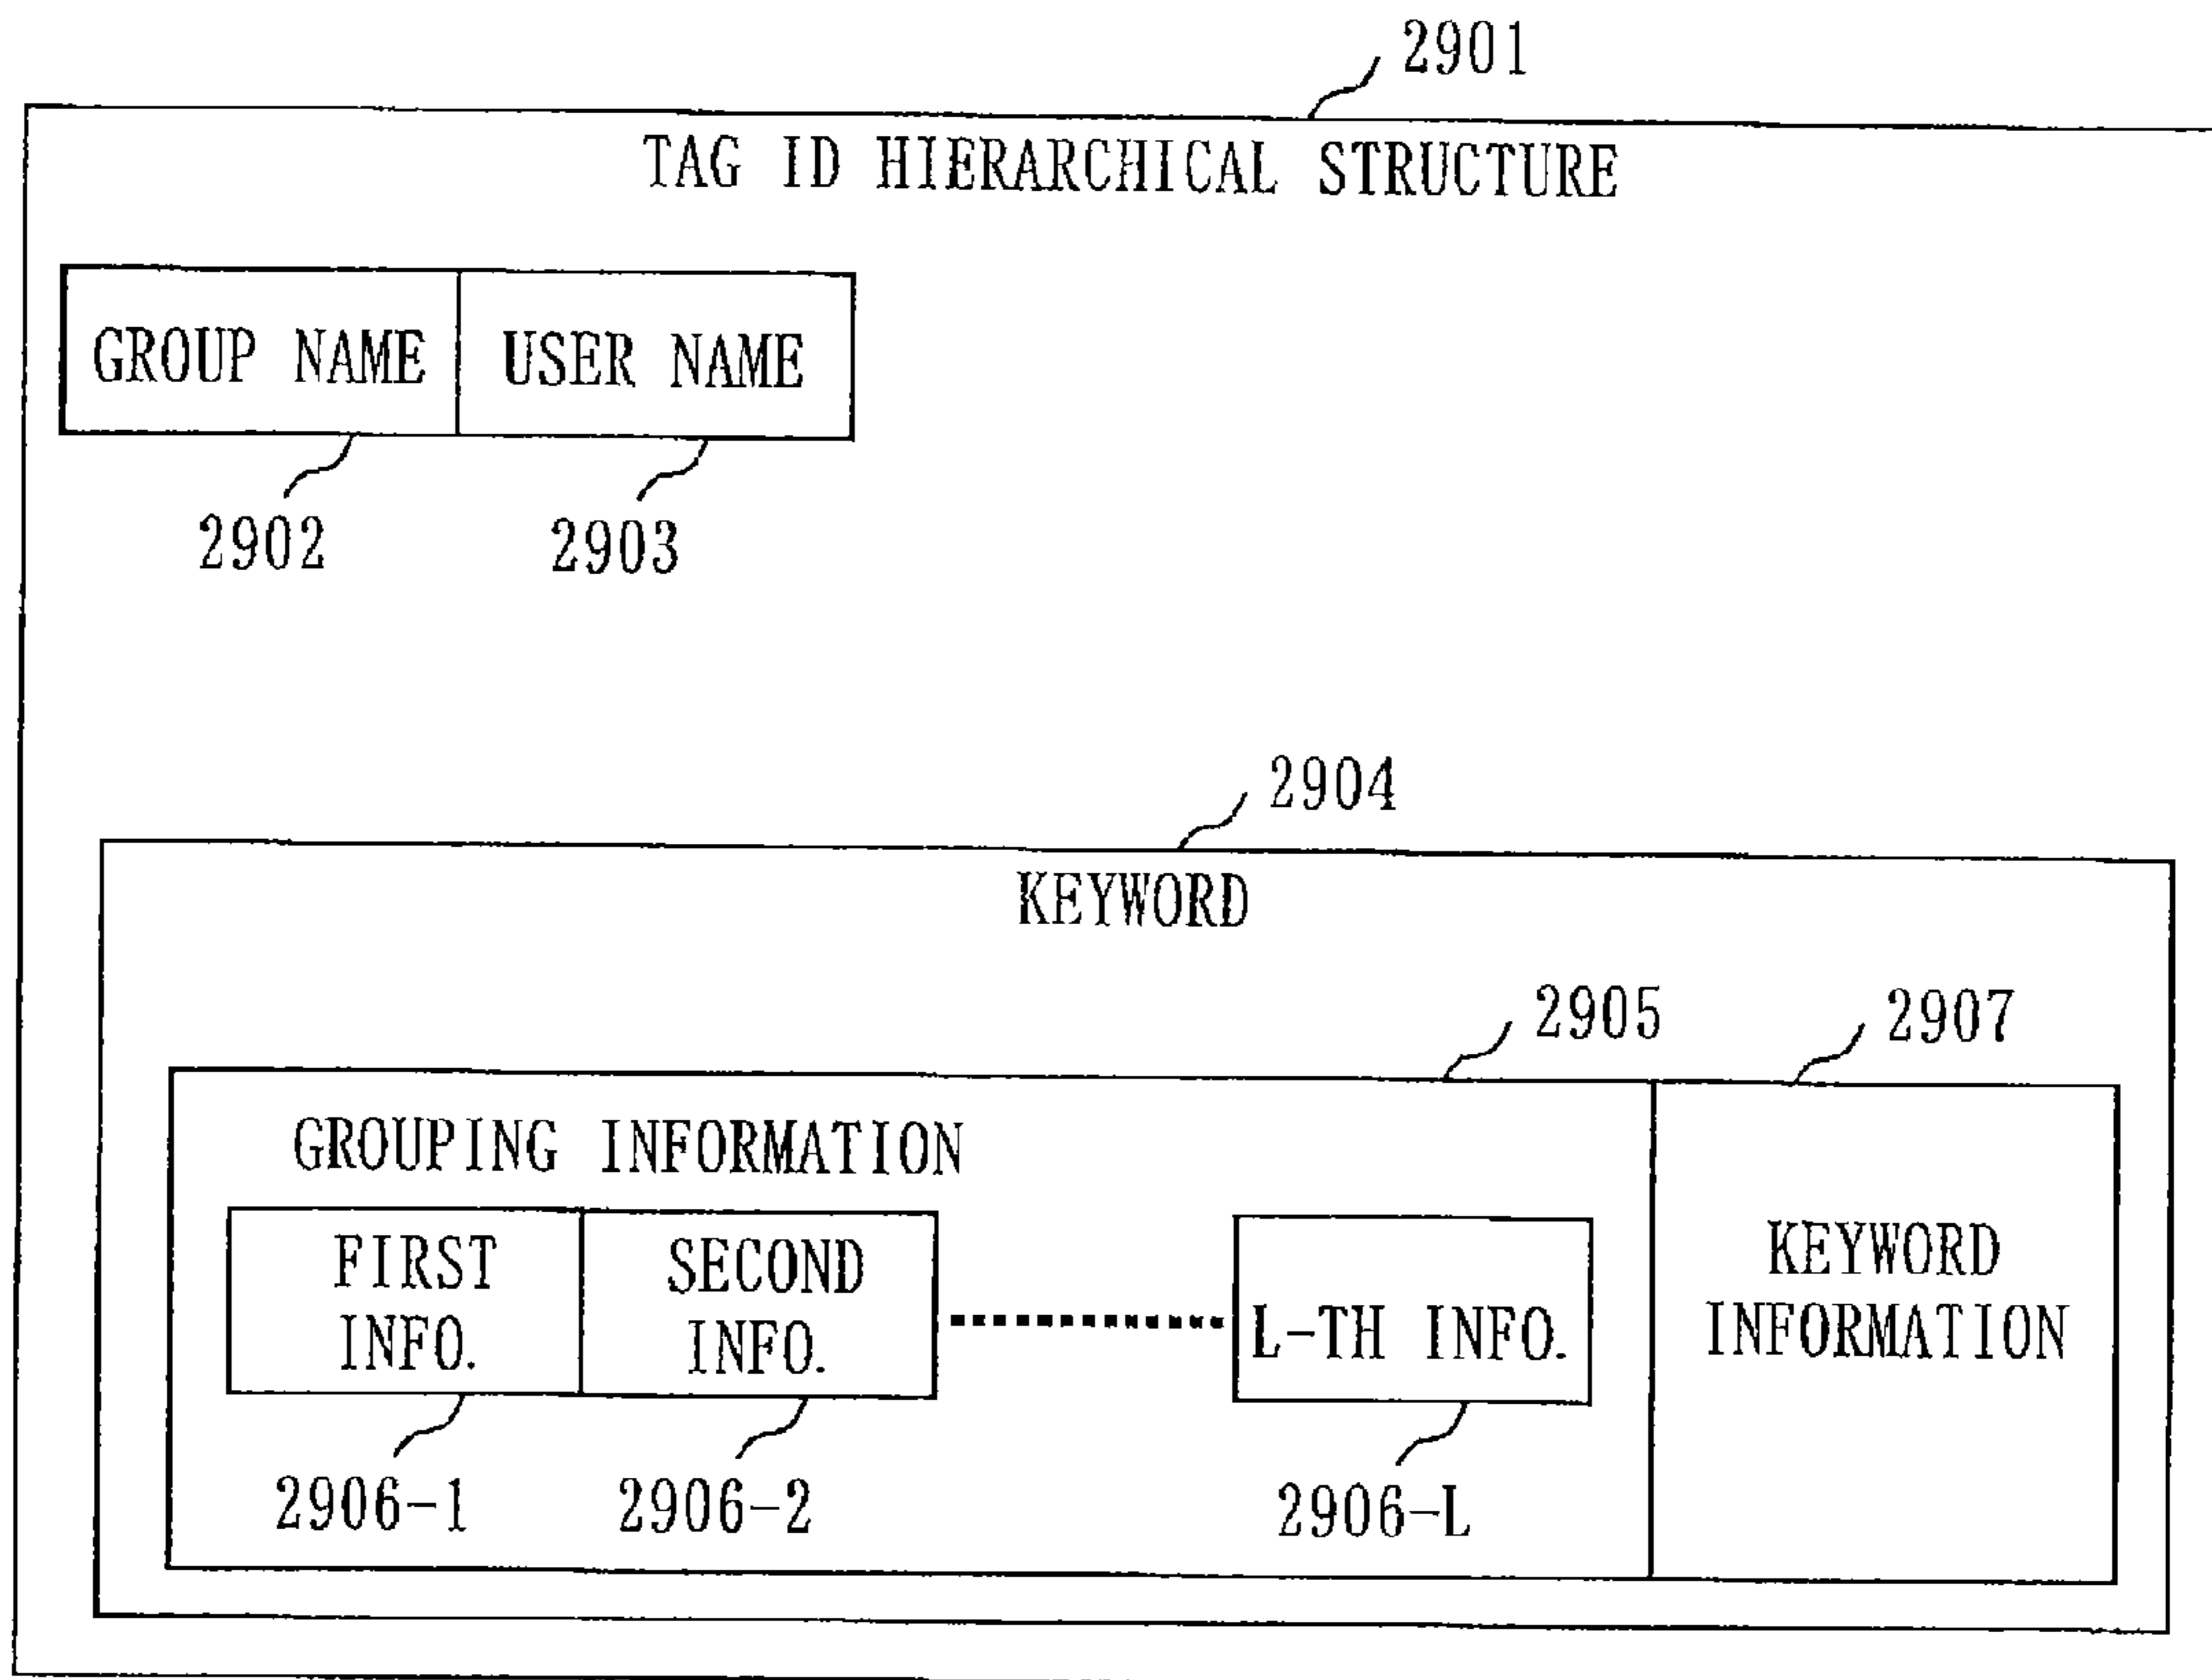 2901
TAG ID HIERARCHICAL STRUCTURE
GROUP NAME
USER NAME
2902
2903
2904
KEYWORD
2905
2907
GROUPING INFORMATION
FIRST
INFO.
SECOND
INFO.
L-TH INFO.
KEYWORD
INFORMATION
2906-1
2906-2
2906-L